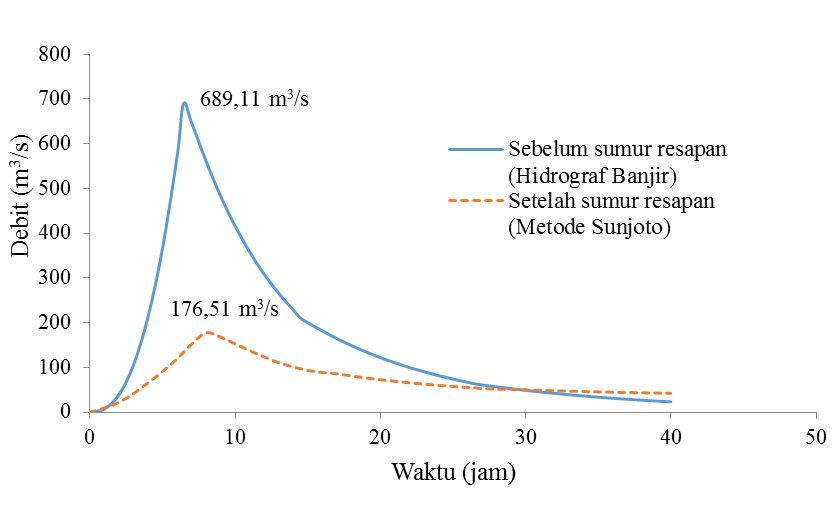 800
700
600
500
400
300
200
100
0
Debit (m³/s)
689,11 m³/s
176,51 m³/s
Sebelum sumur resapan
(Hidrograf Banjir)
Setelah sumur resapan
(Metode Sunjoto)
0 10 20 30 40 50
Waktu (jam)